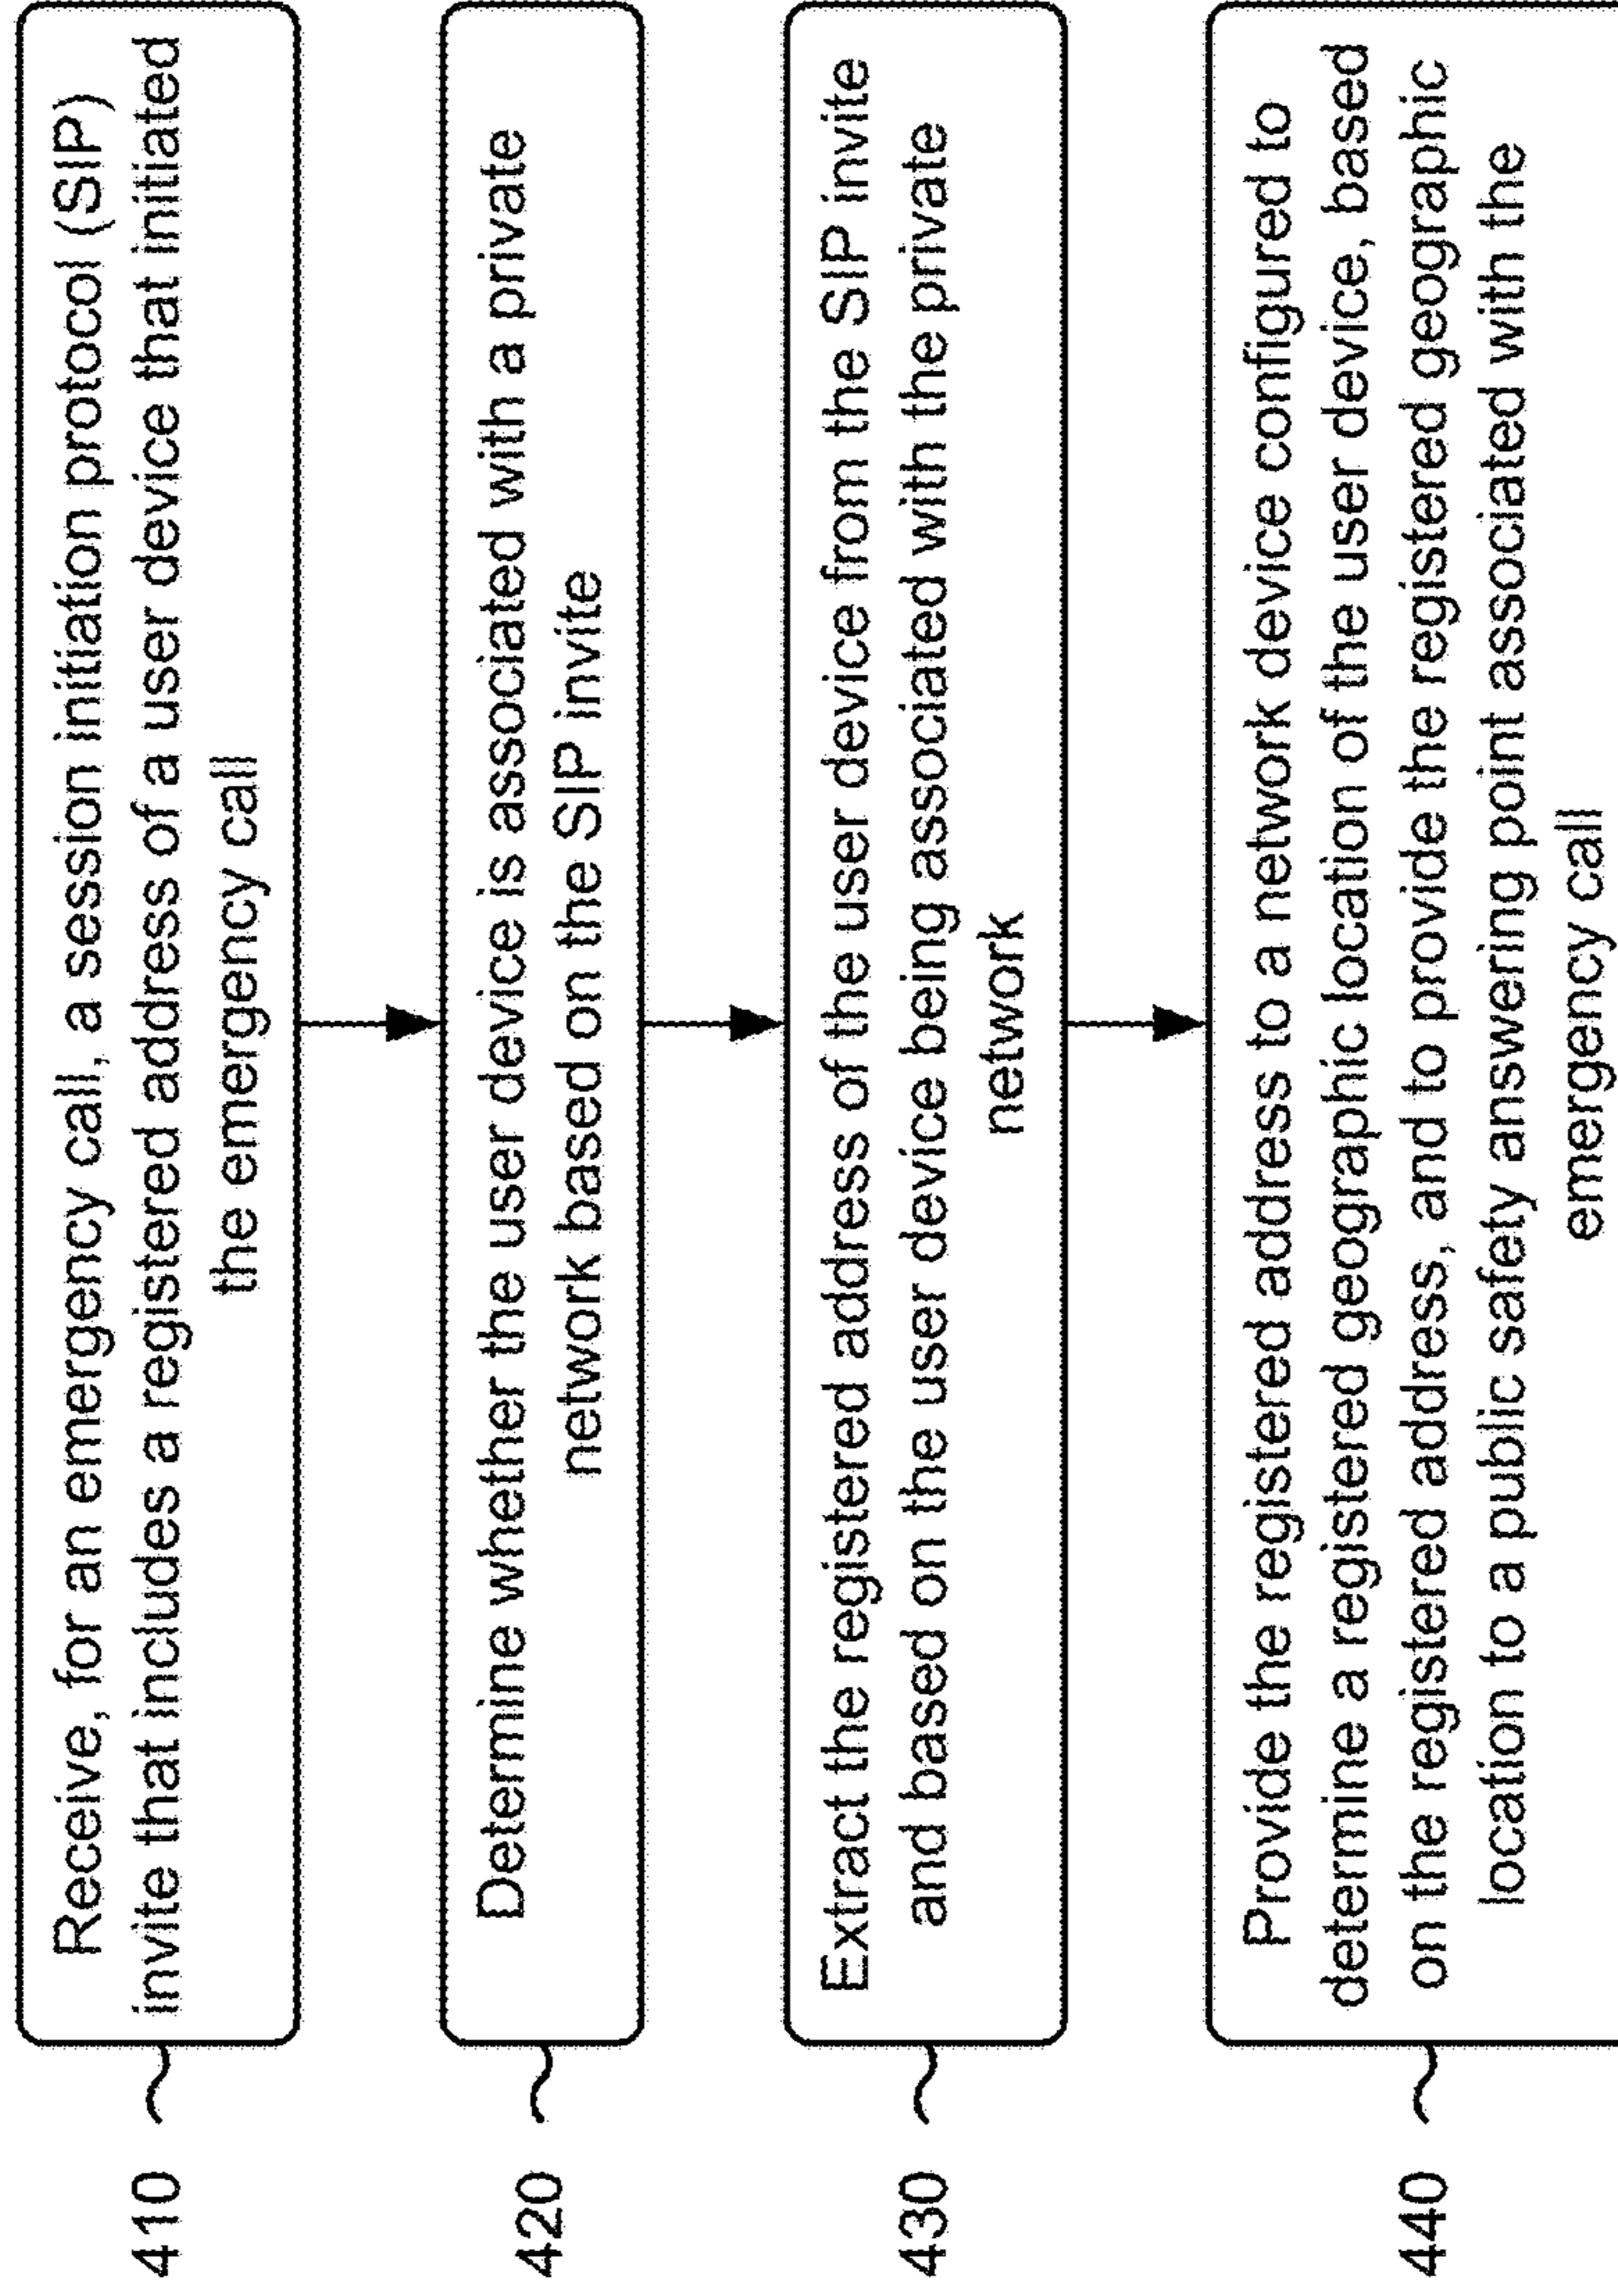 410
Receive, for an emergency call, a session initiation protocol (SIP)
invite that includes a registered address of a user device that initiated
the emergency call
420
Determine whether the user device is associated with a private
network based on the SIP invite
430
Extract the registered address of the user device from the SIP invite
and based on the user device being associated with the private
network
440
Provide the registered address to a network device configured to
determine a registered geographic location of the user device, based
on the registered address, and to provide the registered geographic
location to a public safety answering point associated with the
emergency call